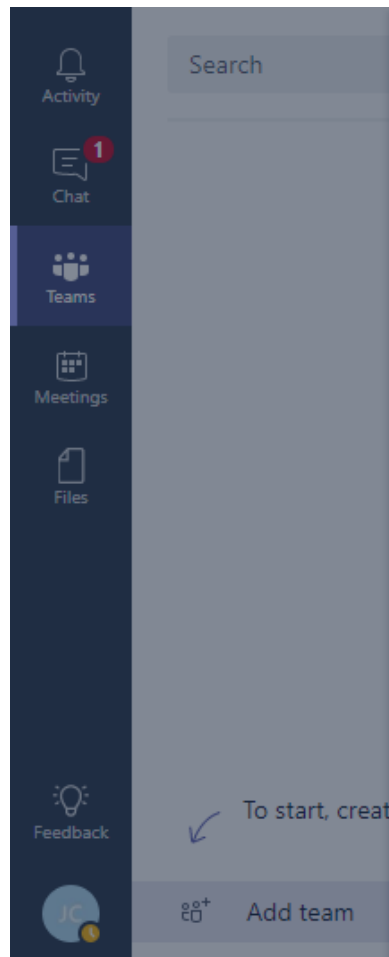 Activity
Search
1
Chat
Teams
Meetings
Files
Feedback
To start, creat
JC
Add team